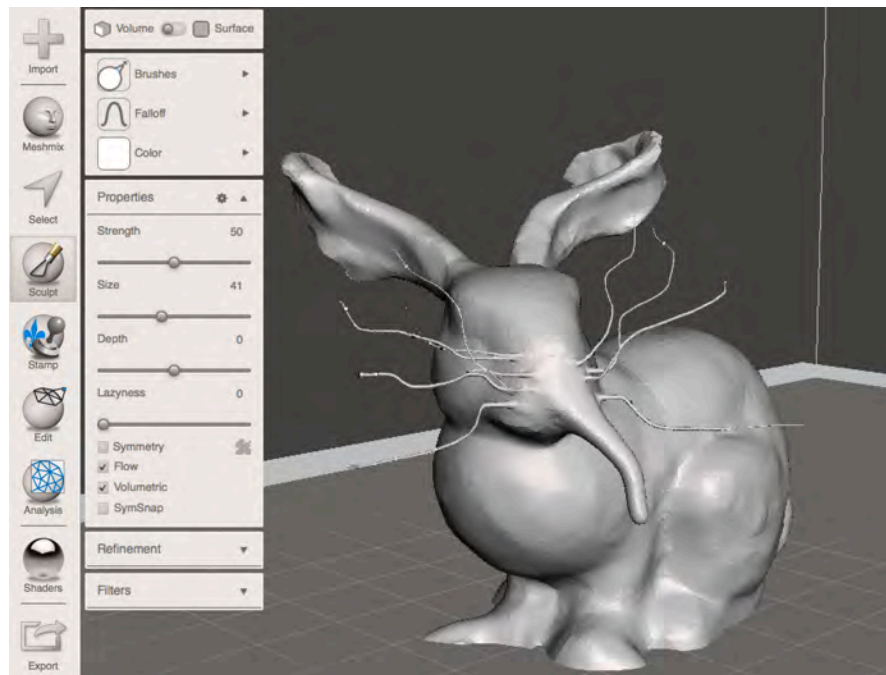 Import
Meshmix
Select
Sculpt
Stamp
Edit
Analysis
Shaders
Export
Volume Surface
Brushes
Falloff
Color
Properties
Strength 50
Size 41
Depth 0
Lazyness 0
Symmetry
Flow
Volumetric
SymSnap
Refinement
Filters